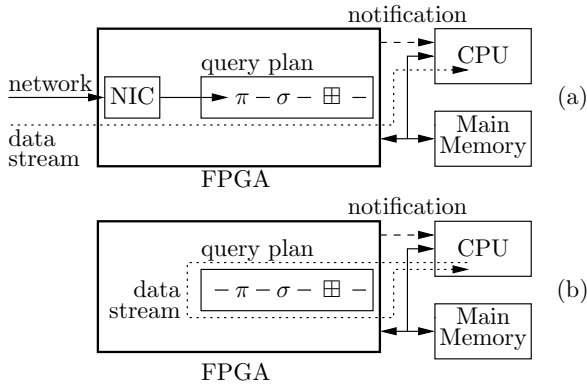 notification
CPU
query plan
network
NIC
π − σ − ⊞ −
(a)
data
stream
Main
Memory
FPGA
notification
CPU
query plan
data
stream
− π − σ − ⊞ −
(b)
Main
Memory
FPGA